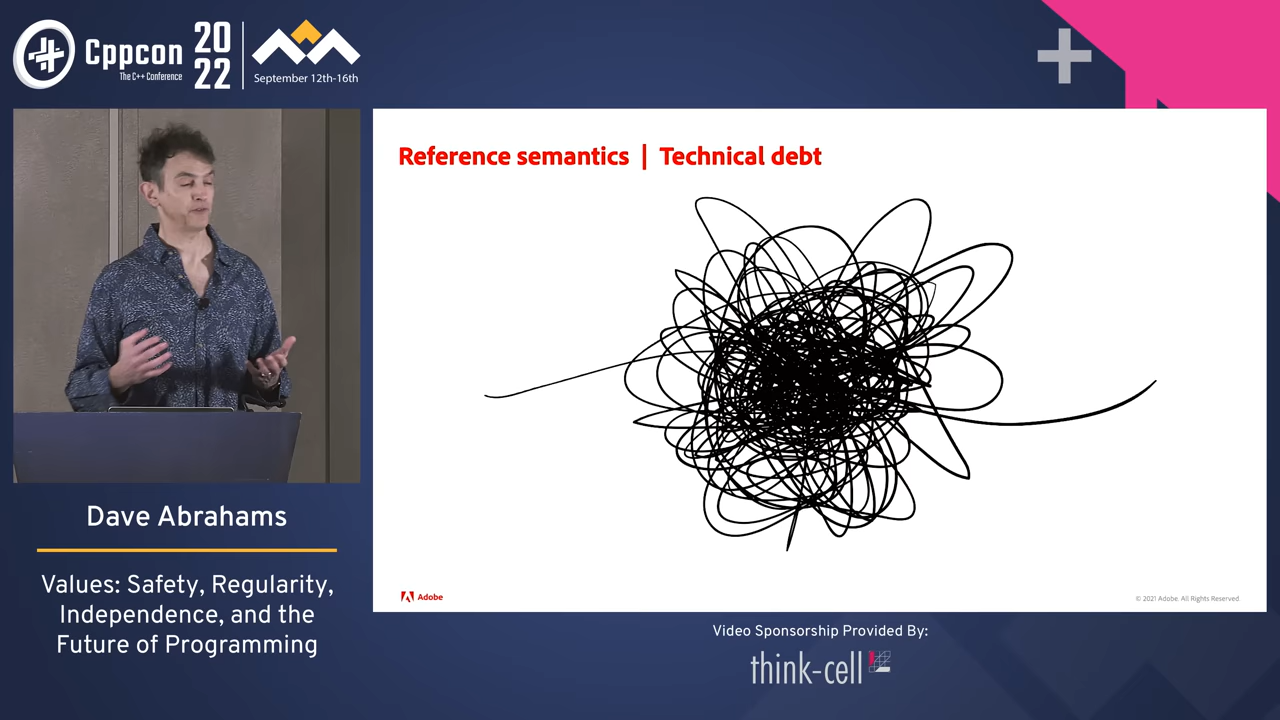 Cppcon
The C++ Conference
20
22
September 12th-16th
Reference semantics | Technical debt
Adobe
© 2021 Adobe. All Rights Reserved.
Dave Abrahams
Values: Safety, Regularity,
Independence, and the
Future of Programming
Video Sponsorship Provided By:
think-cell